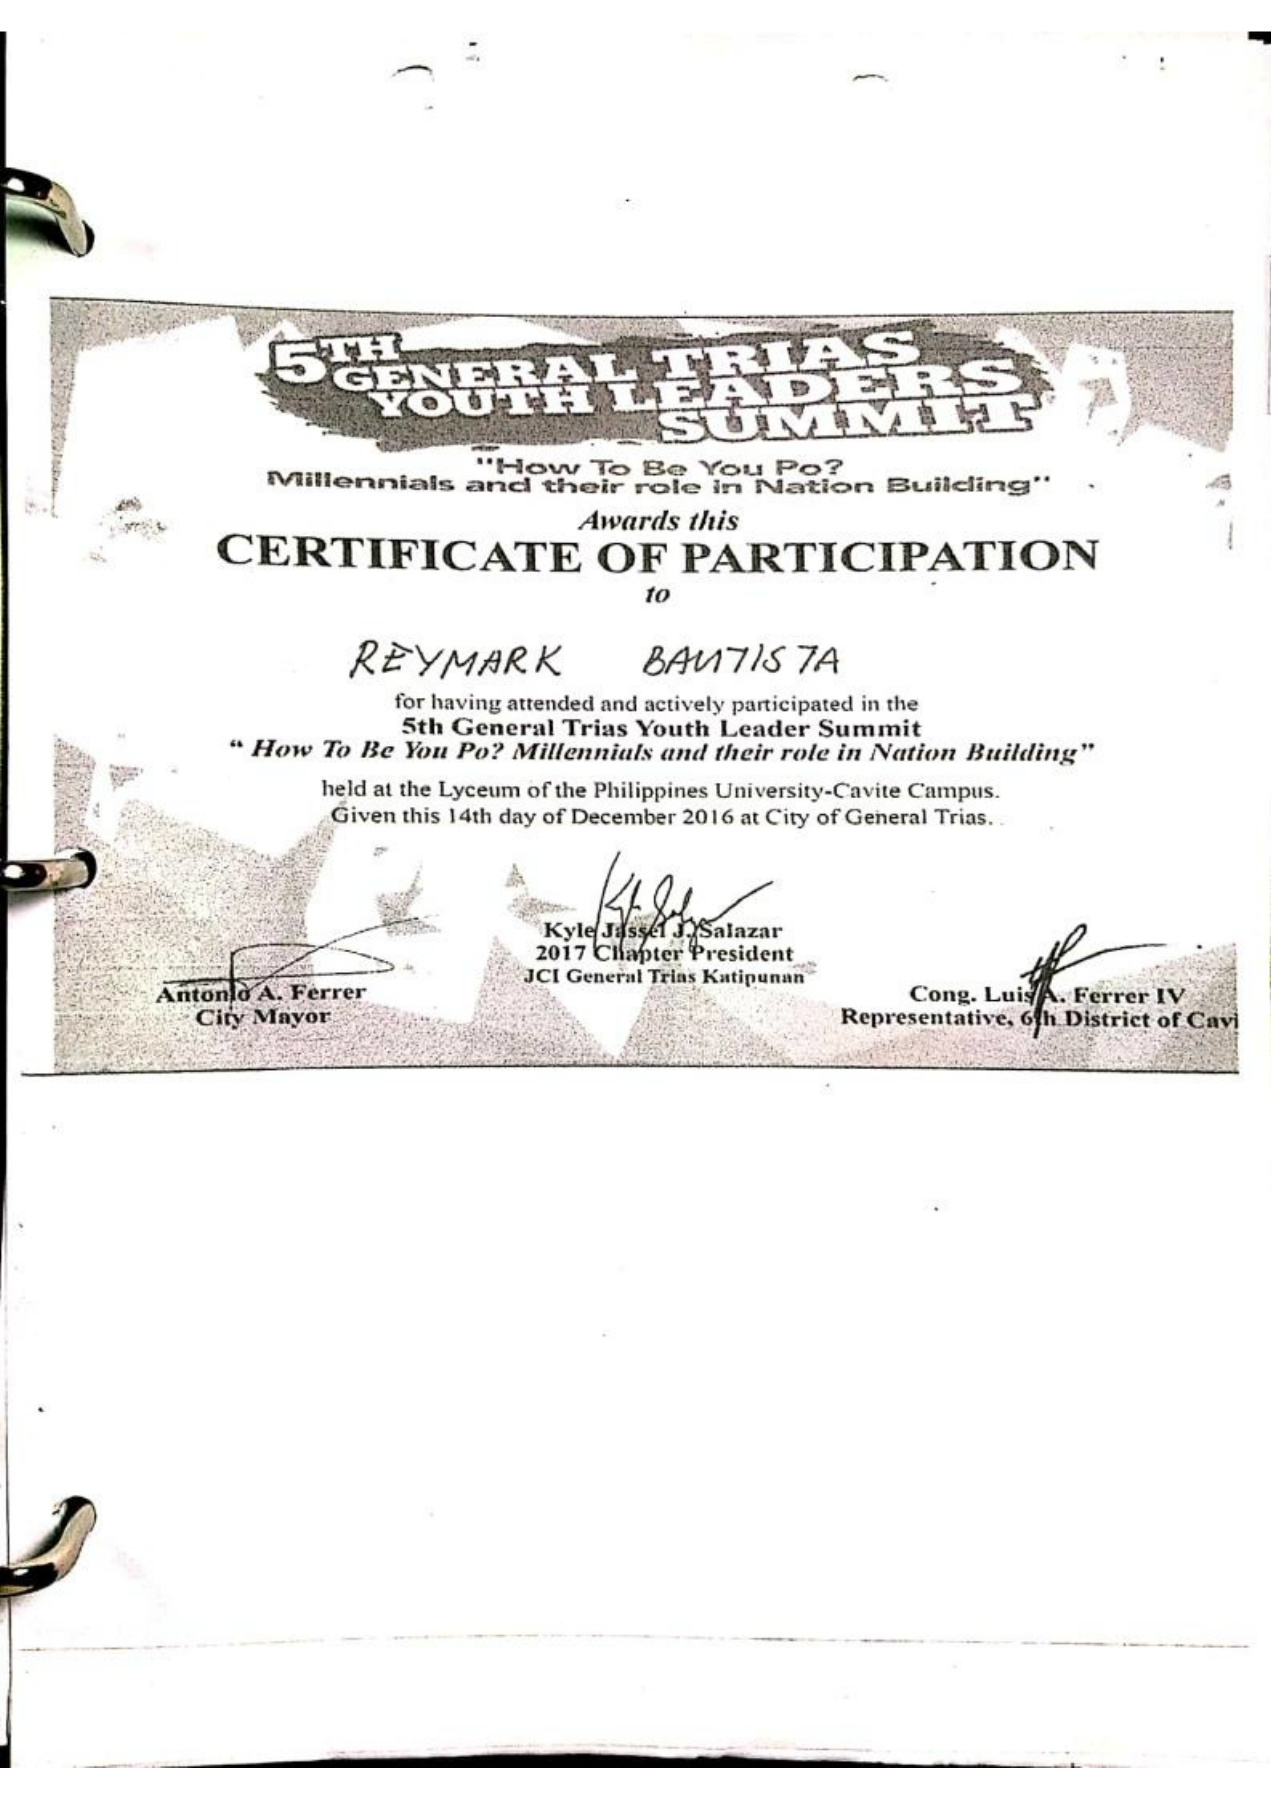 5TH
GENERAL TRIAS
YOUTH LEADERS
SUMMIT
"How To Be You Po?
Millennials and their role in Nation Building"
Awards this
CERTIFICATE OF PARTICIPATION
to
REYMARK BAUTISTA
for having attended and actively participated in the
5th General Trias Youth Leader Summit
" How To Be You Po? Millennials and their role in Nation Building"
held at the Lyceum of the Philippines University-Cavite Campus.
Given this 14th day of December 2016 at City of General Trias.
Kyle Jassel J. Salazar
2017 Chapter President
JCI General Trias Katipunan
Antonio A. Ferrer
City Mayor
Cong. Luis A. Ferrer IV
Representative, 6th District of Cavi